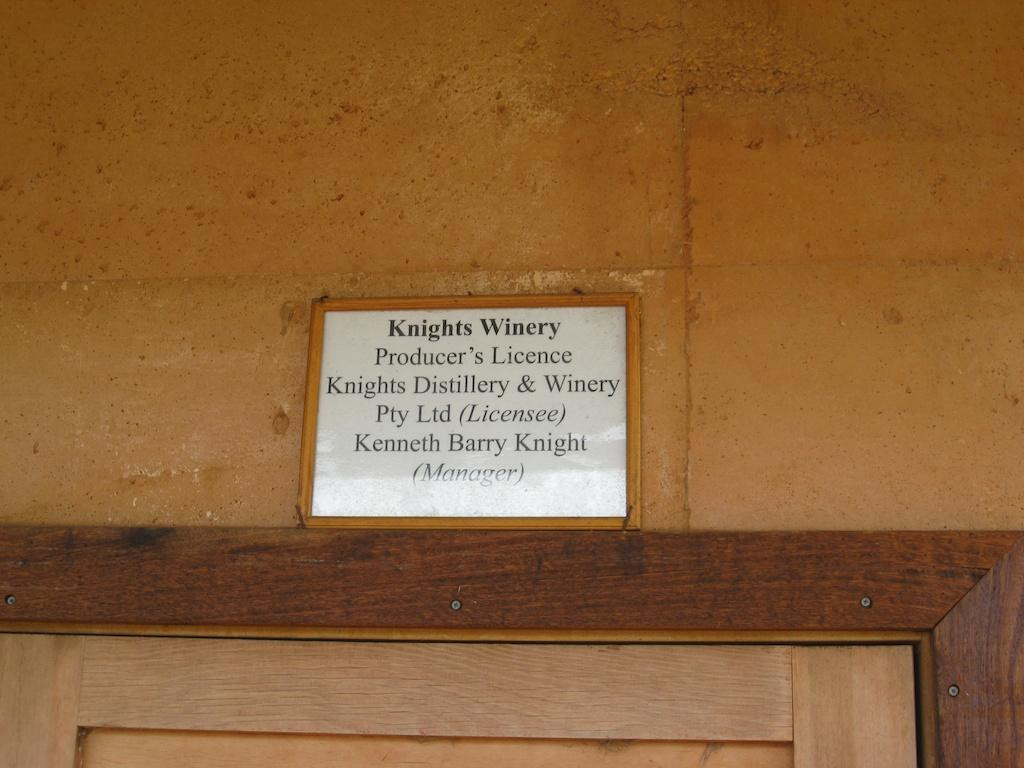 Knights Winery
Producer's Licence
Knights Distillery & Winery
Pty Ltd (Licensee)
Kenneth Barry Knight
(Manager)